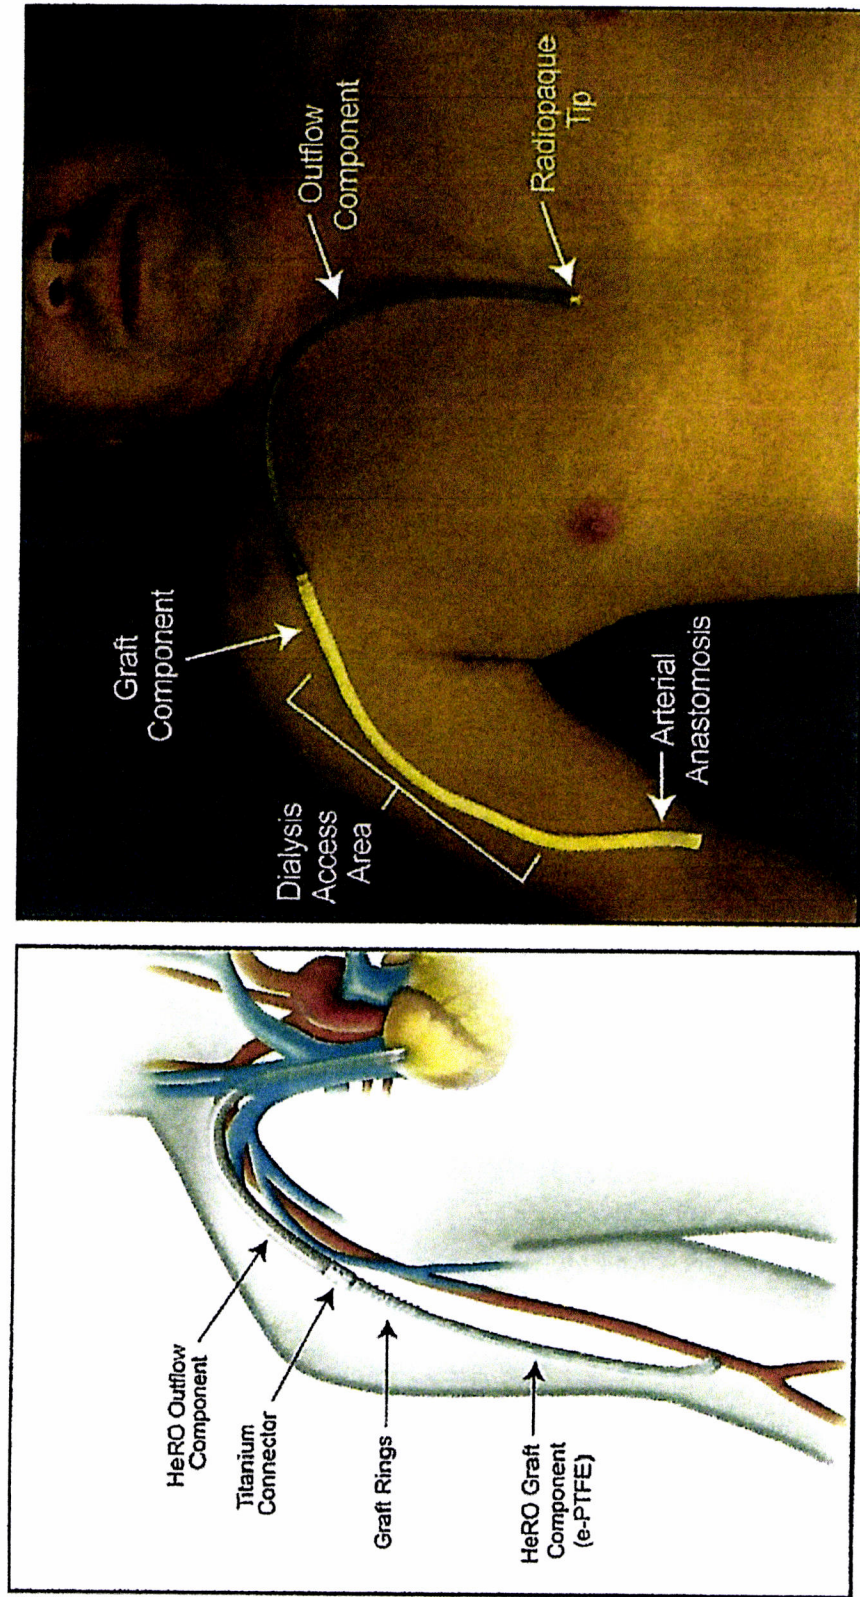 HeRO Outflow
Component
Titanium
Connector
Graft Rings
HeRO Graft
Component
(e-PTFE)
Graft
Component
Outflow
Component
Dialysis
Access
Area
Radiopaque
Tip
Arterial
Anastomosis